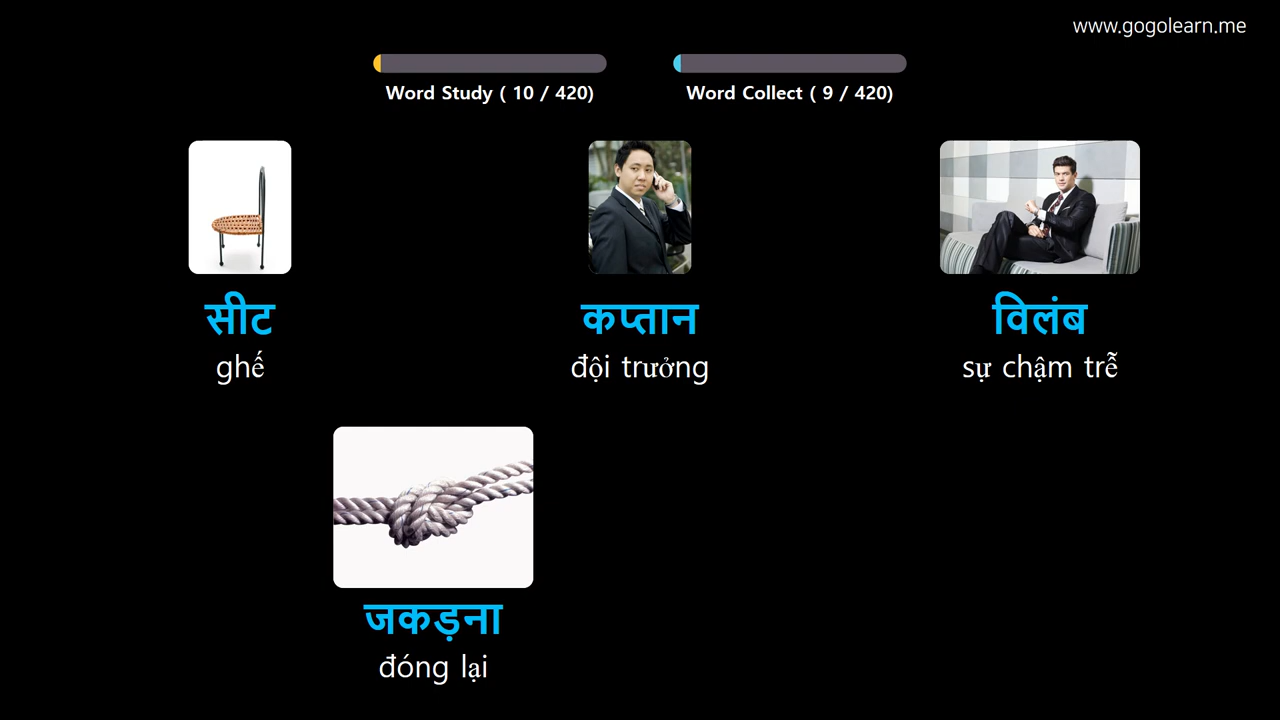 www.gogolearn.me
Word Study ( 10 / 420)
Word Collect ( 9 / 420)
सीट
ghế
कप्तान
đội trưởng
विलंब
sự chậm trễ
जकड़ना
đóng lại